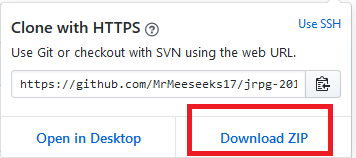 Clone with HTTPS ?
Use SSH
Use Git or checkout with SVN using the web URL.
https://github.com/MrMeeseeks17/jrpg-201
Open in Desktop
Download ZIP